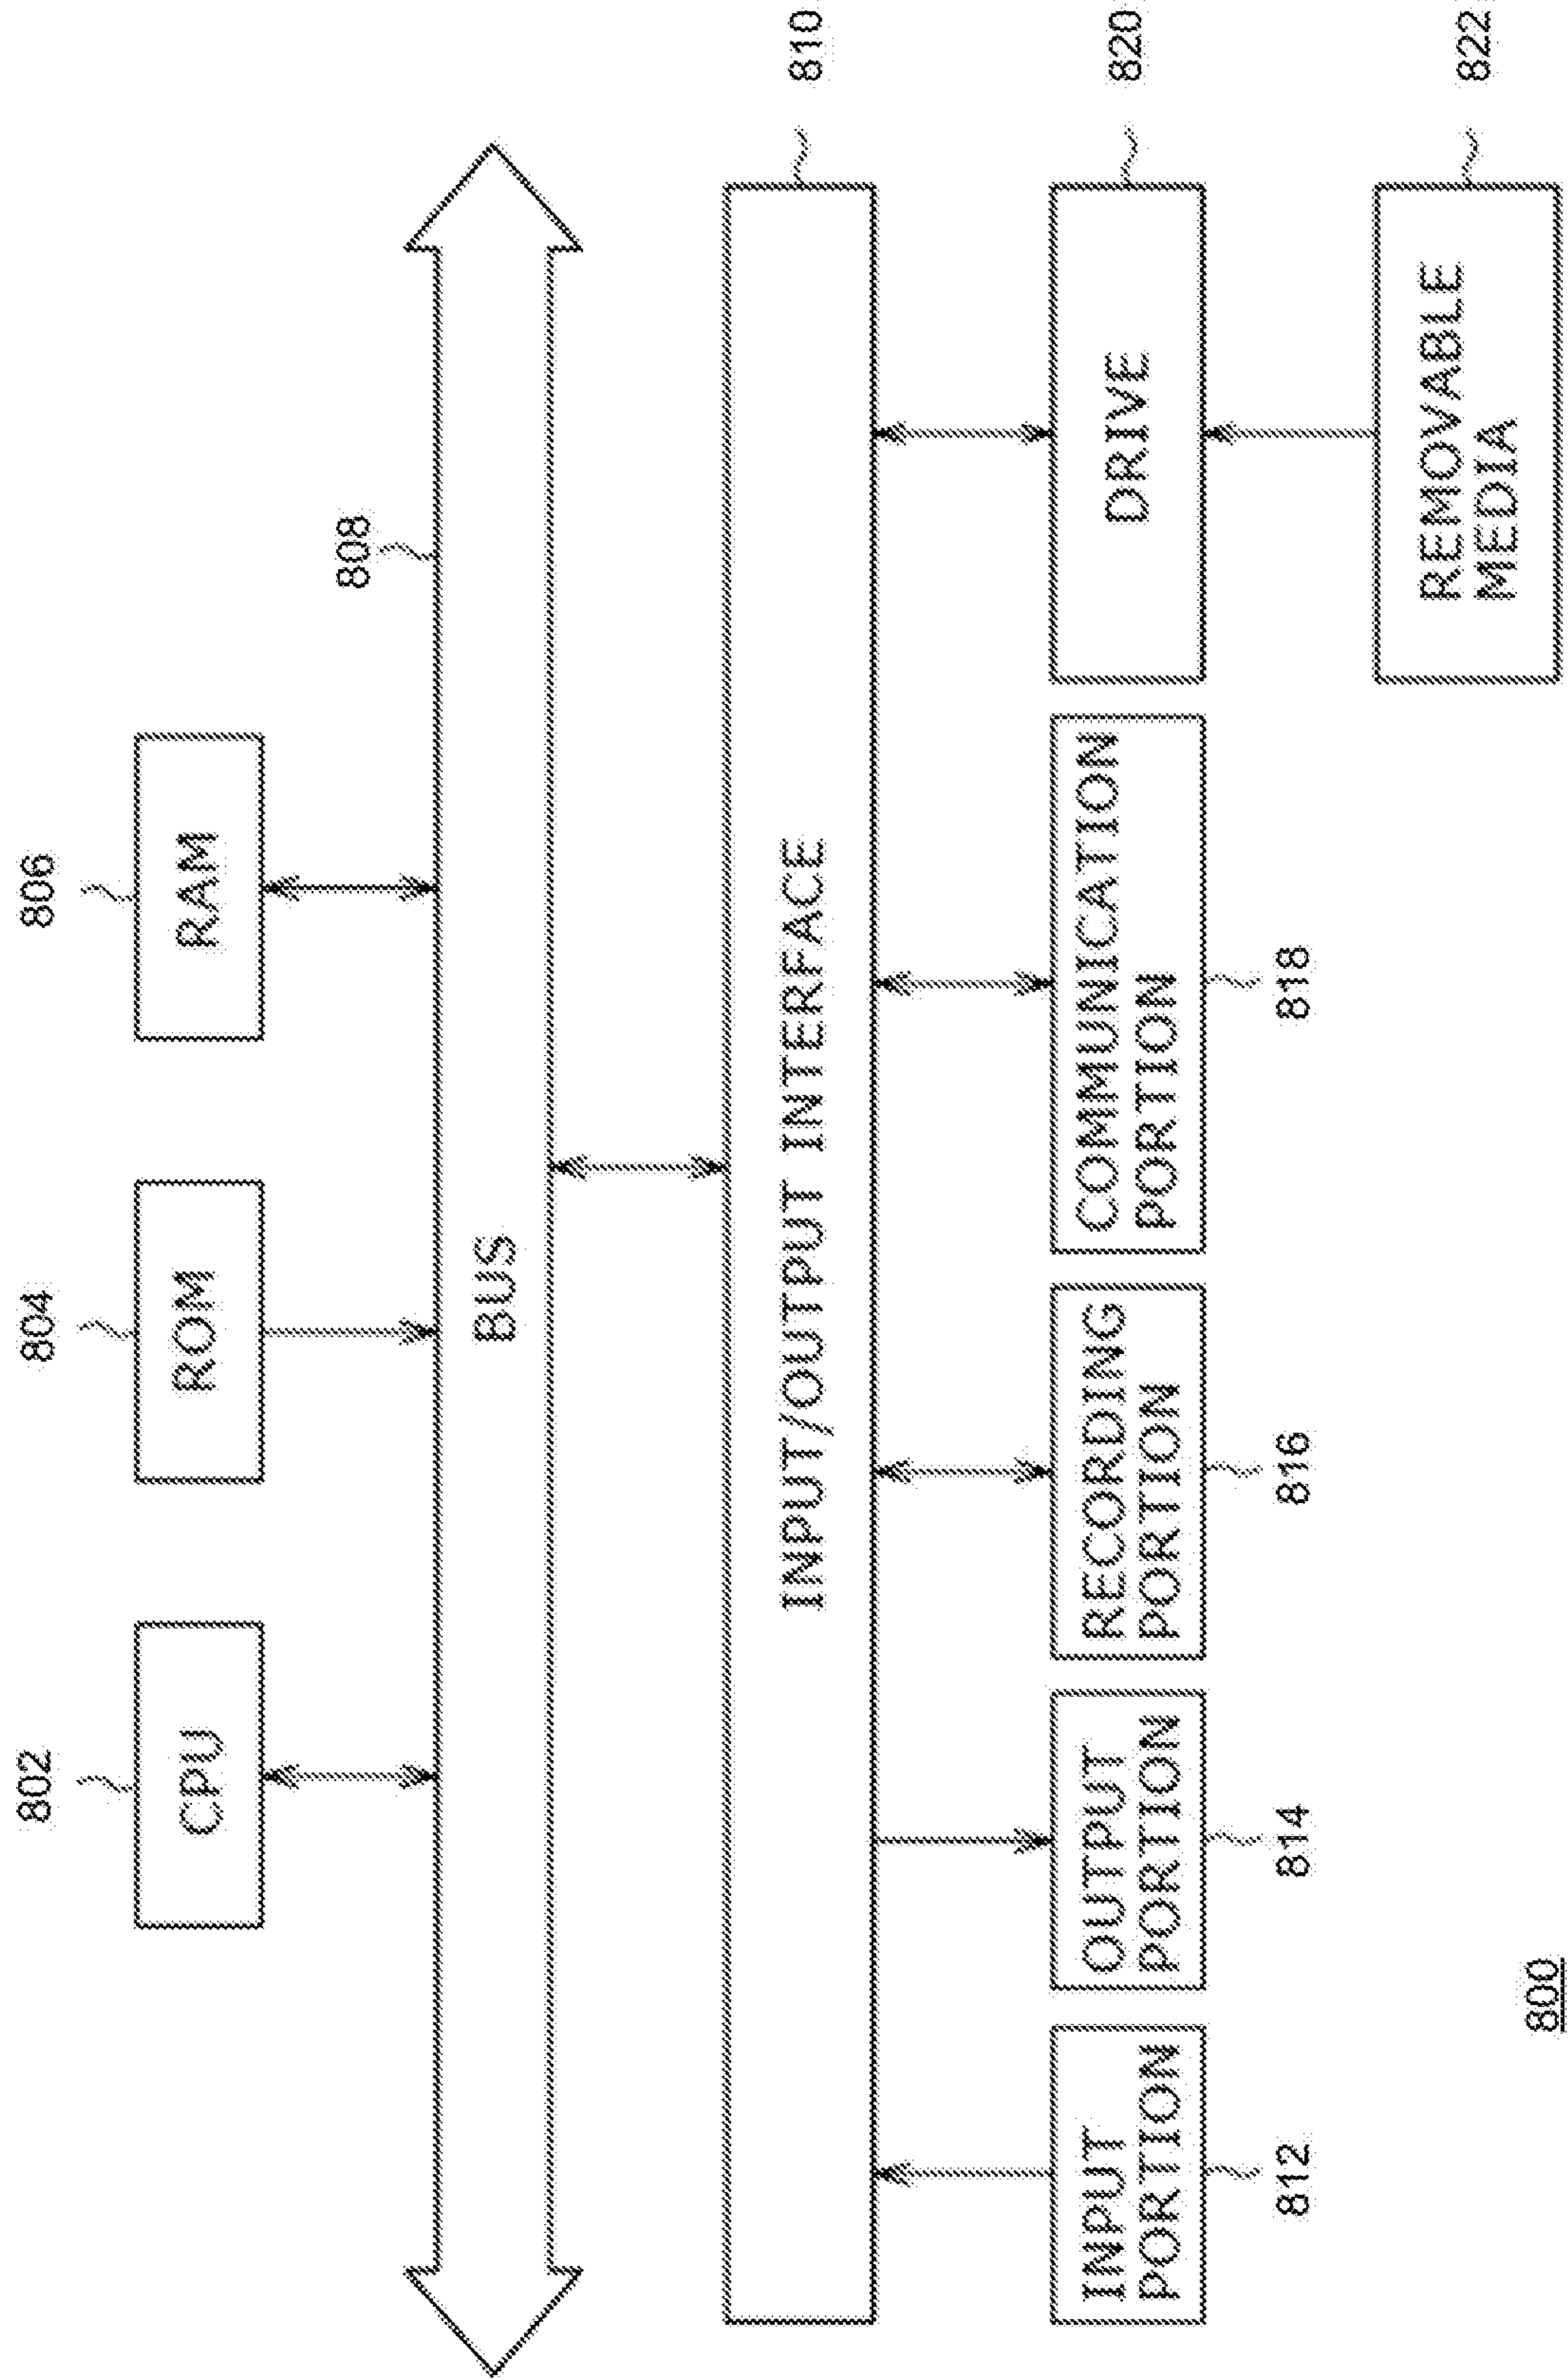 802
804
806
CPU
ROM
RAM
808
BUS
810
INPUT/OUTPUT INTERFACE
820
INPUT
PORTION
OUTPUT
PORTION
RECORDING
PORTION
COMMUNICATION
PORTION
DRIVE
812
814
816
818
822
REMOVABLE
MEDIA
800